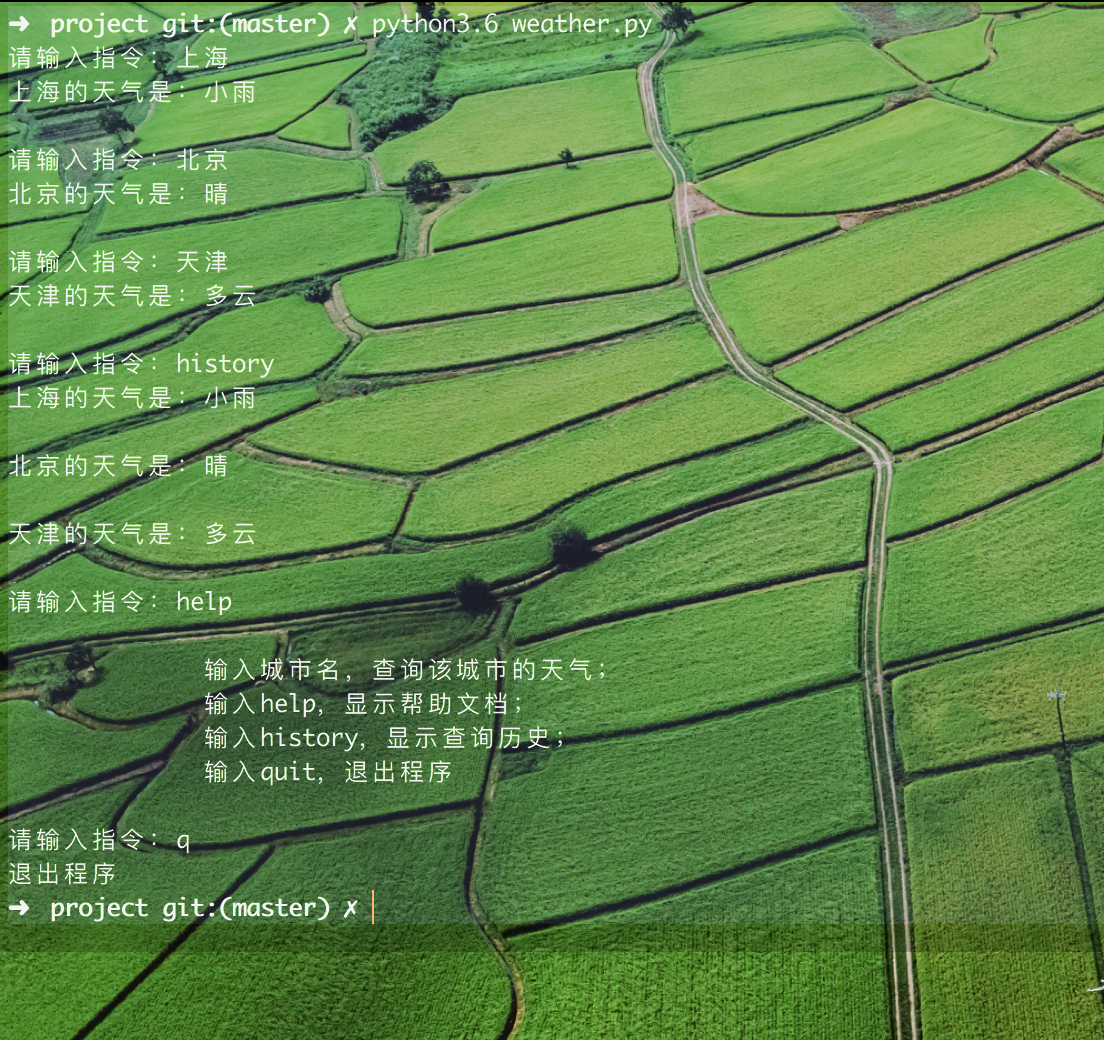 ➜ project git:(master) ✗ python3.6 weather.py
请输入指令: 上海
上海的天气是: 小雨
请输入指令: 北京
北京的天气是: 晴
请输入指令: 天津
天津的天气是: 多云
请输入指令: history
上海的天气是: 小雨
北京的天气是: 晴
天津的天气是: 多云
请输入指令: help
输入城市名, 查询该城市的天气;
输入help, 显示帮助文档;
输入history, 显示查询历史;
输入quit, 退出程序
请输入指令: q
退出程序
➜ project git:(master) ✗